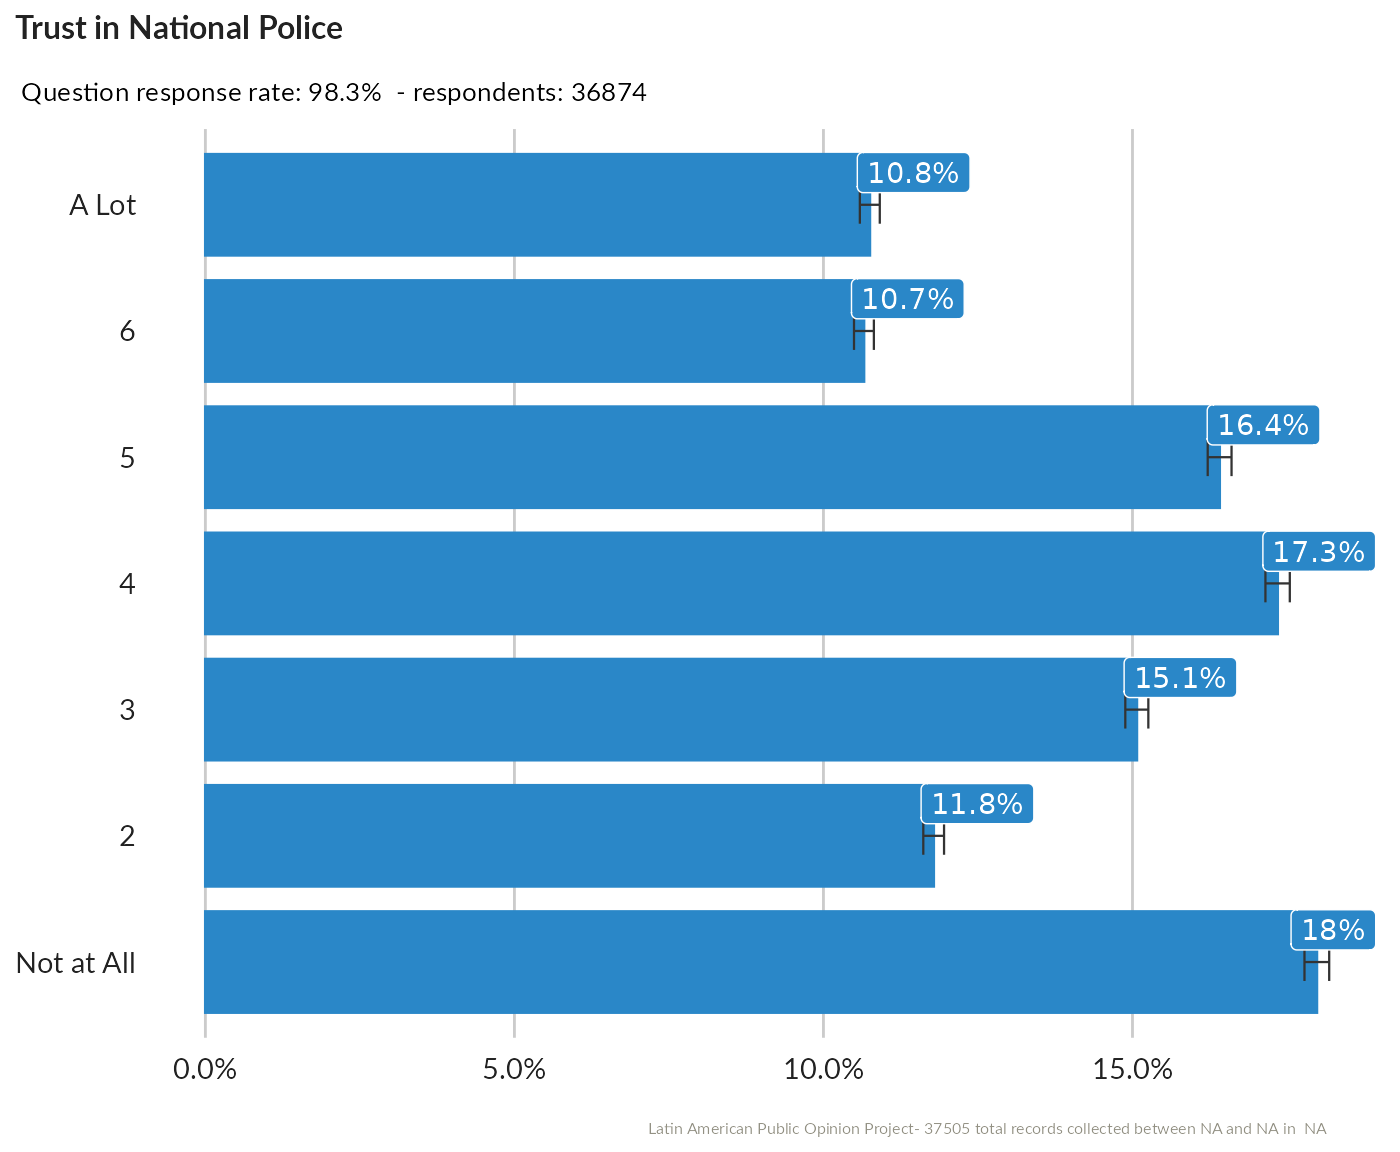 Trust in National Police
Question response rate: 98.3% - respondents: 36874
A Lot
10.8%
6
10.7%
5
16.4%
4
17.3%
3
15.1%
2
11.8%
Not at All
18%
0.0% 5.0% 10.0% 15.0%
Latin American Public Opinion Project- 37505 total records collected between NA and NA in NA